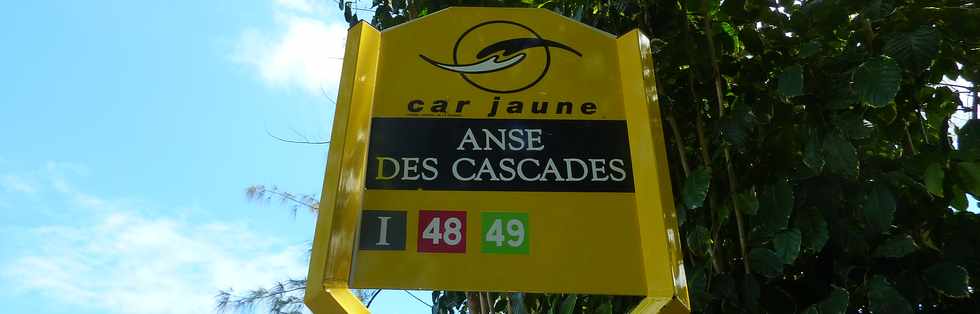 car jaune
ANSE
DES CASCADES
I 48 49